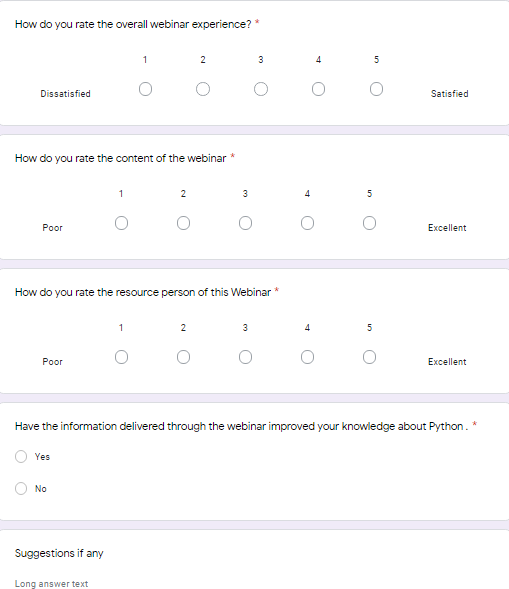 How do you rate the overall webinar experience? *
1 2 3 4 5
Dissatisfied Satisfied
How do you rate the content of the webinar *
1 2 3 4 5
Poor Excellent
How do you rate the resource person of this Webinar *
1 2 3 4 5
Poor Excellent
Have the information delivered through the webinar improved your knowledge about Python . *
Yes
No
Suggestions if any
Long answer text